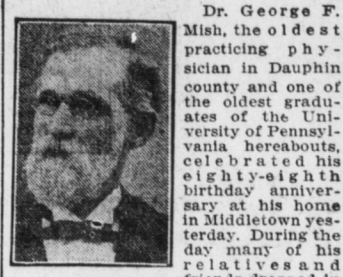 Dr. George F.
Mish, the oldest
practicing phy-
sician in Dauphin
county and one of
the oldest gradu-
ates of the Uni-
versity of Pennsyl-
vania hereabouts,
celebrated his
eighty-eighth
birthday anniver-
sary at his home
in Middletown yes-
terday. During the
day many of his
relatives and